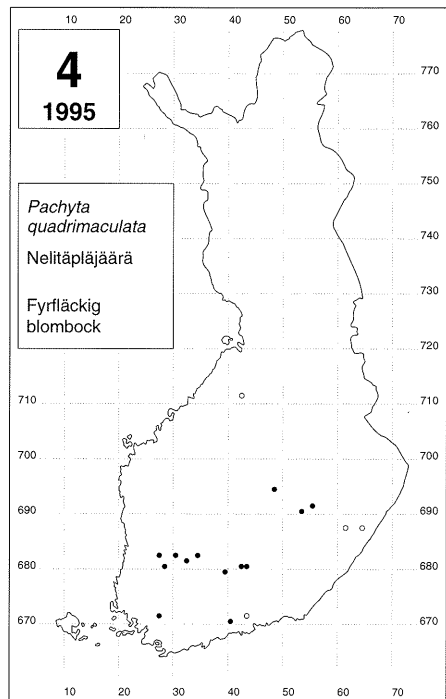 10 20 30 40 50 60 70
4
1995
770
760
750
740
730
720
710 710
700 700
690 690
680 680
670 670
Pachyta
quadrimaculata
Nelitäpläjäärä
Fyrfläckig
blombock
10 20 30 40 50 60 70